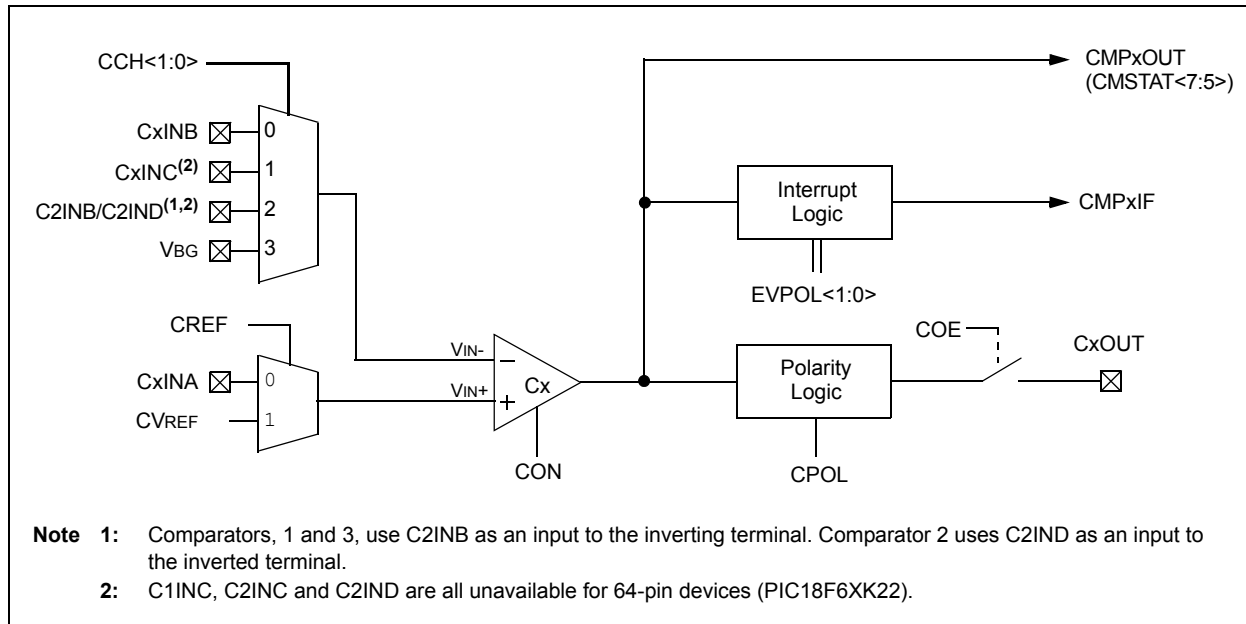 CCH<1:0>
CxINB
0
CxINC(2)
1
C2INB/C2IND(1,2)
2
VBG
3
CREF
CxINA
0
CVREF
1
VIN-
–
VIN+
+
Cx
CON
CMPxOUT
(CMSTAT<7:5>)
Interrupt
Logic
CMPxIF
EVPOL<1:0>
COE
CxOUT
Polarity
Logic
CPOL
Note 1: Comparators, 1 and 3, use C2INB as an input to the inverting terminal. Comparator 2 uses C2IND as an input to
the inverted terminal.
2: C1INC, C2INC and C2IND are all unavailable for 64-pin devices (PIC18F6XK22).